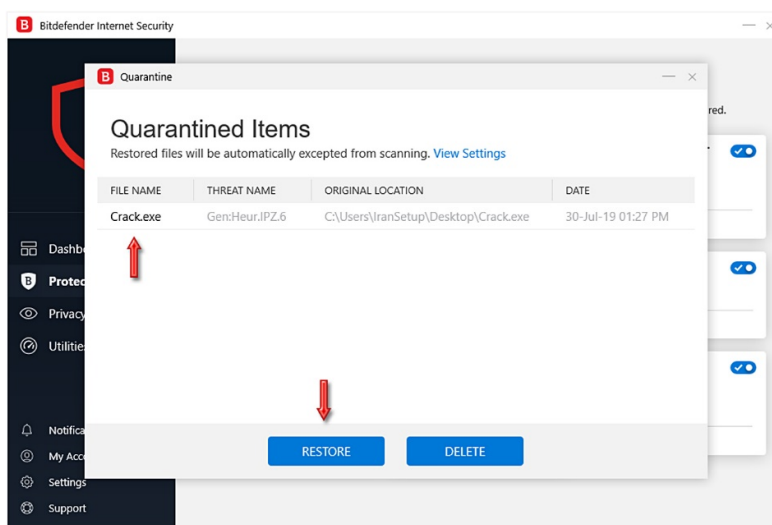 B Bitdefender Internet Security
B Quarantine
Quarantined Items
Restored files will be automatically excepted from scanning. View Settings
red.
FILE NAME THREAT NAME ORIGINAL LOCATION DATE
Crack.exe Gen:Heur.IPZ.6 C:\Users\IranSetup\Desktop\Crack.exe 30-Jul-19 01:27 PM
Dashb
B Protec
Privacy
Utilitie
RESTORE DELETE
Notifica
My Acco
Settings
Support